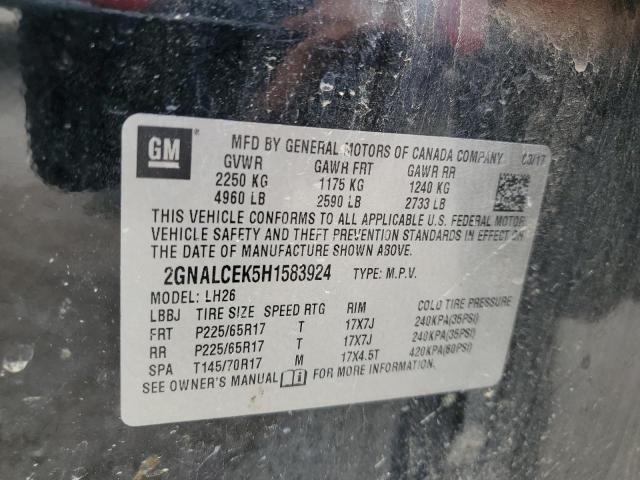 GM
MFD BY GENERAL MOTORS OF CANADA COMPANY 03/17
GVWR GAWR FRT GAWR RR
2250 KG 1175 KG 1240 KG
4960 LB 2590 LB 2733 LB
THIS VEHICLE CONFORMS TO ALL APPLICABLE U.S. FEDERAL MOTOR
VEHICLE SAFETY AND THEFT PREVENTION STANDARDS IN EFFECT ON
THE DATE OF MANUFACTURE SHOWN ABOVE.
2GNALCEK5H1583924 TYPE: M.P.V.
MODEL: LH26
LBBJ TIRE SIZE SPEED RTG RIM COLD TIRE PRESSURE
FRT P225/65R17 T 17X7J 240KPA(35PSI)
RR P225/65R17 T 17X7J 240KPA(35PSI)
SPA T145/70R17 M 17X4.5T 420KPA(60PSI)
SEE OWNER'S MANUAL FOR MORE INFORMATION.